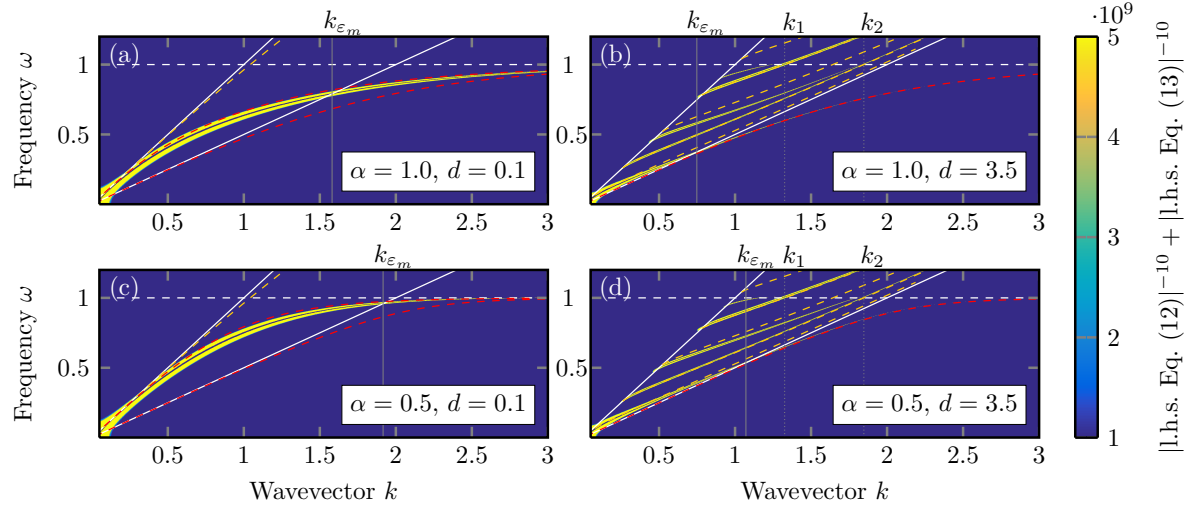 k_{ε_m}
k_{ε_m} k_1 k_2
·10^9
(a)
(b)
Frequency ω
1
0.5
α = 1.0, d = 0.1
0.5 1 1.5 2 2.5 3
1
0.5
α = 1.0, d = 3.5
0.5 1 1.5 2 2.5 3
k_{ε_m}
k_{ε_m} k_1 k_2
(c)
(d)
Frequency ω
1
0.5
α = 0.5, d = 0.1
0.5 1 1.5 2 2.5 3
Wavevector k
1
0.5
α = 0.5, d = 3.5
0.5 1 1.5 2 2.5 3
Wavevector k
5
4
3
2
1
|l.h.s. Eq. (12)|^{−10} + |l.h.s. Eq. (13)|^{−10}